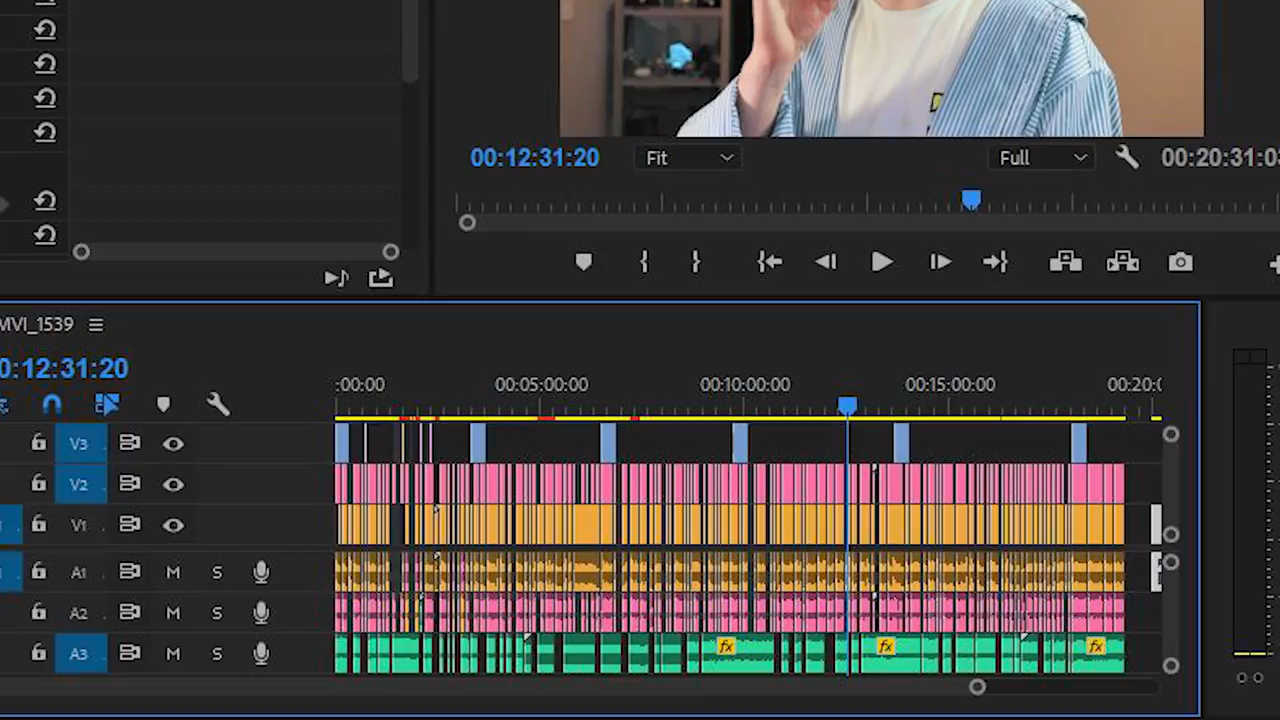 00:12:31:20 Fit Full 00:20:31:0
MVI_1539
0:12:31:20
:00:00 00:05:00:00 00:10:00:00 00:15:00:00 00:20:0
V3
V2
V1
A1 M S
A2 M S
A3 M S fx fx fx